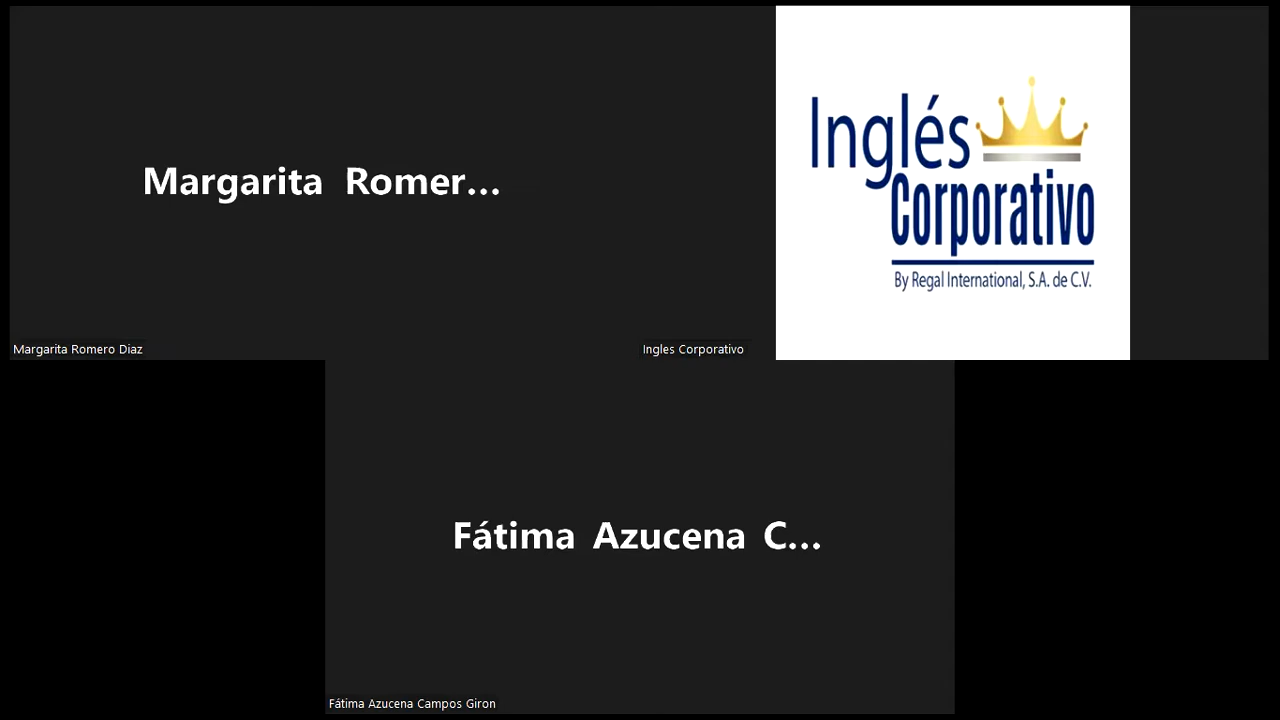 Margarita Romer...
Margarita Romero Diaz
Inglés
Corporativo
By Regal International, S.A. de C.V.
Ingles Corporativo
Fátima Azucena C...
Fátima Azucena Campos Giron